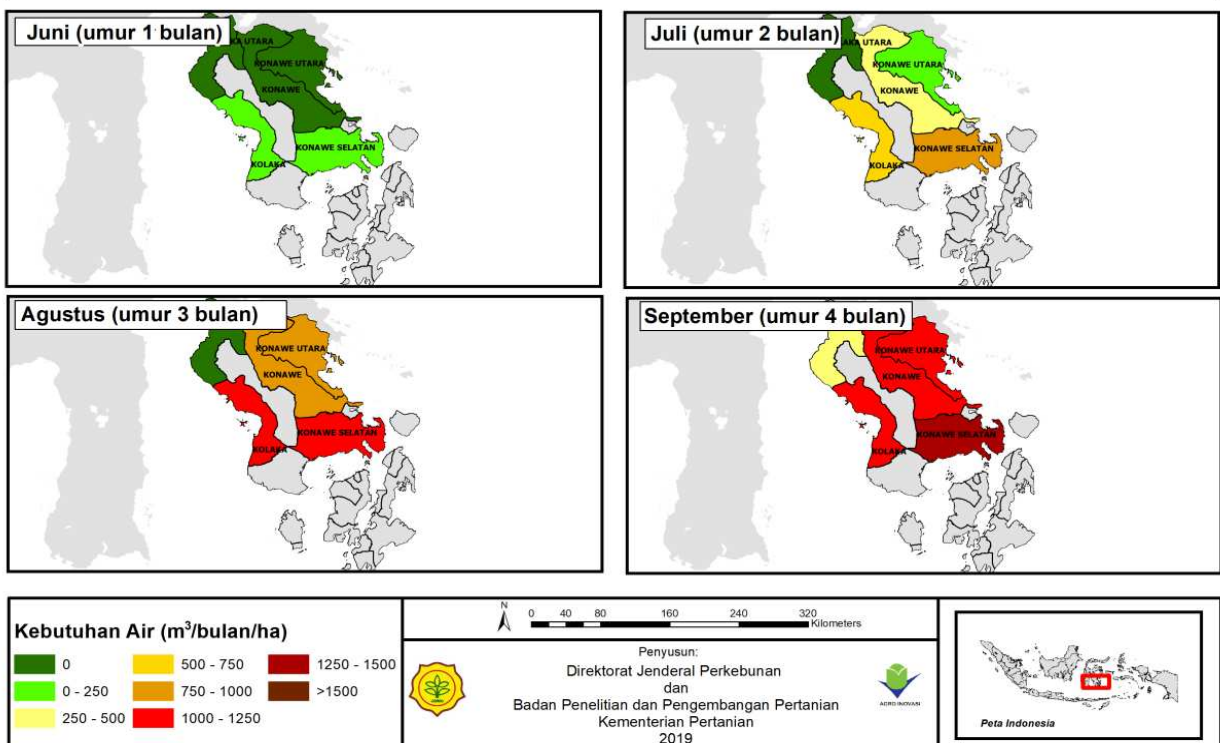 Juni (umur 1 bulan)
KA UTARA
KONAWE UTARA
KONAWE
KONAWE SELATAN
KOLAKA
Juli (umur 2 bulan)
AKA UTARA
KONAWE UTARA
KONAWE
KONAWE SELATAN
KOLAKA
Agustus (umur 3 bulan)
KONAWE UTARA
KONAWE
KONAWE SELATAN
KOLAKA
September (umur 4 bulan)
KONAWE UTARA
KONAWE
KONAWE SELATAN
KOLAKA
Kebutuhan Air (m³/bulan/ha)
0
0 - 250
250 - 500
500 - 750
750 - 1000
1000 - 1250
1250 - 1500
>1500
N
0 20 40 80 160 240 320
Kilometers
Penyusun:
Direktorat Jenderal Perkebunan
dan
Badan Penelitian dan Pengembangan Pertanian
Kementerian Pertanian
2019
AGRO INOVASI
Peta Indonesia